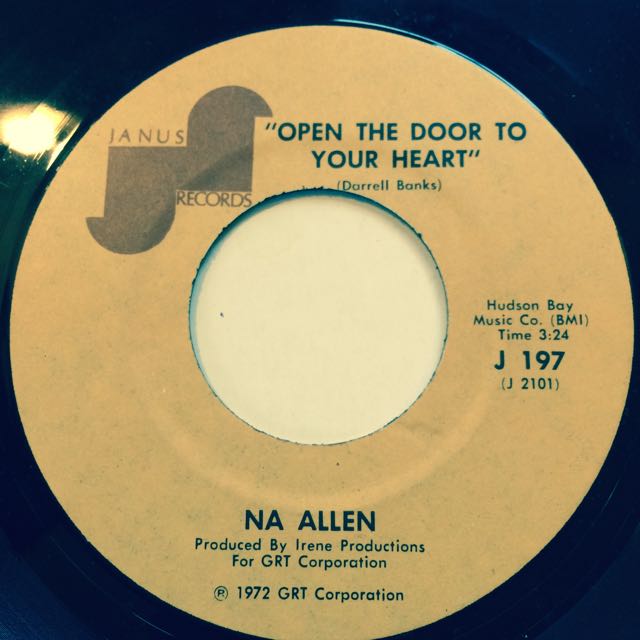 JANUS
RECORDS
"OPEN THE DOOR TO
YOUR HEART"
(Darrell Banks)
Hudson Bay
Music Co. (BMI)
Time 3:24
J 197
(J 2101)
NA ALLEN
Produced By Irene Productions
For GRT Corporation
℗ 1972 GRT Corporation